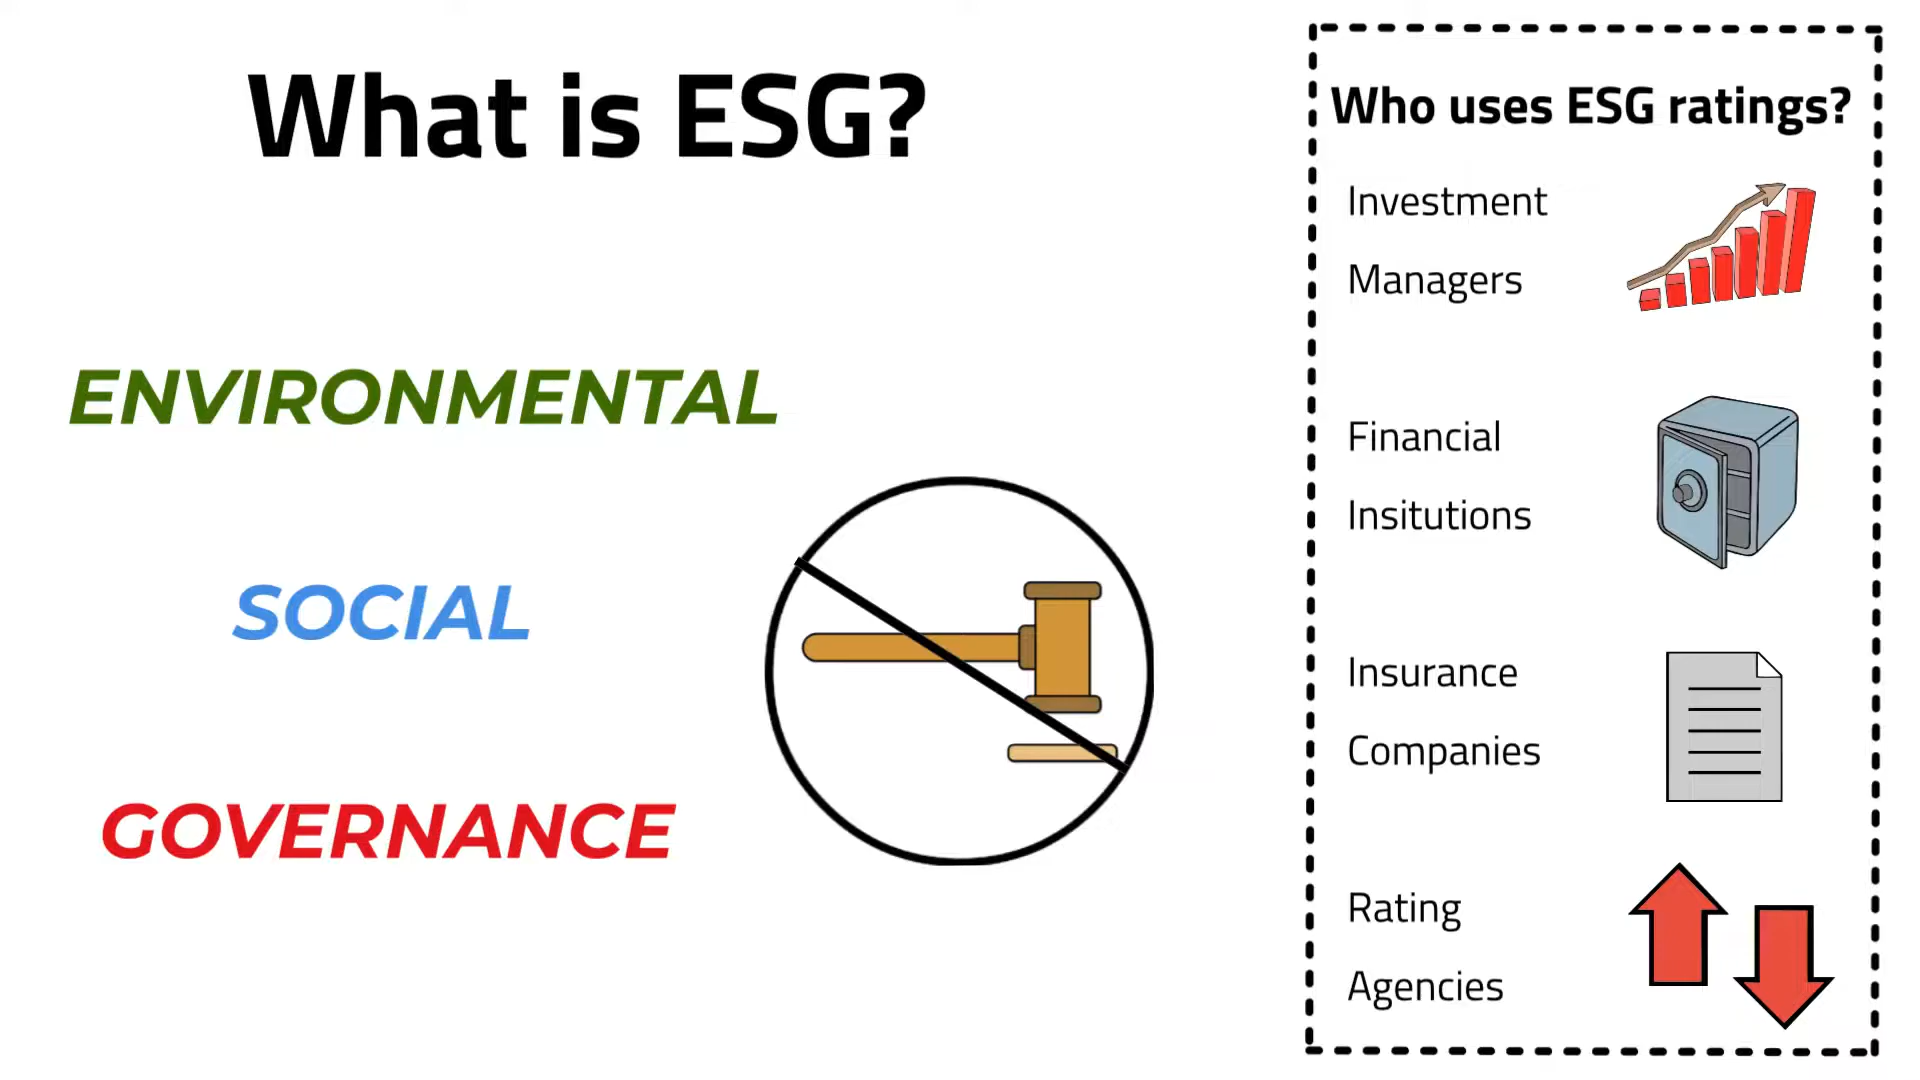 What is ESG?
ENVIRONMENTAL
SOCIAL
GOVERNANCE
Who uses ESG ratings?
Investment
Managers
Financial
Insitutions
Insurance
Companies
Rating
Agencies